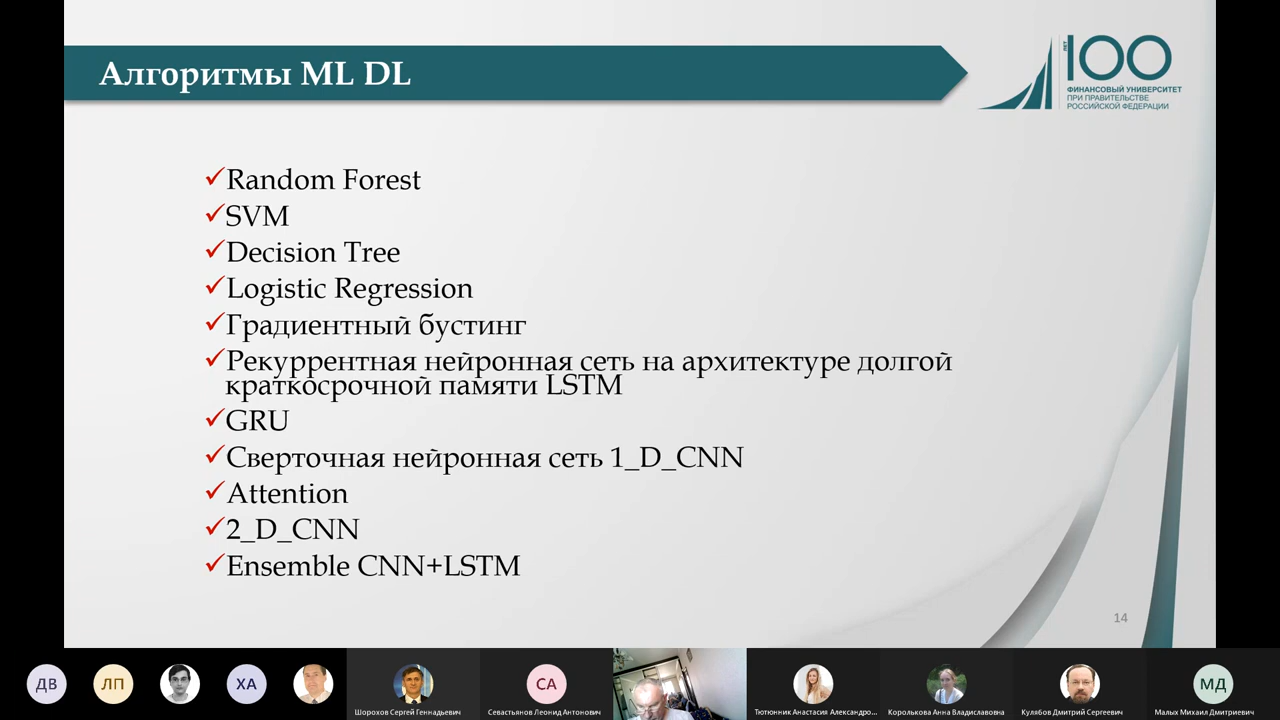 Алгоритмы ML DL
ЛЕТ
100
ФИНАНСОВЫЙ УНИВЕРСИТЕТ
ПРИ ПРАВИТЕЛЬСТВЕ
РОССИЙСКОЙ ФЕДЕРАЦИИ
Random Forest
SVM
Decision Tree
Logistic Regression
Градиентный бустинг
Рекуррентная нейронная сеть на архитектуре долгой
краткосрочной памяти LSTM
GRU
Сверточная нейронная сеть 1_D_CNN
Attention
2_D_CNN
Ensemble CNN+LSTM
14
ДВ
ЛП
ХА
СА
МД
Шорохов Сергей Геннадьевич
Севастьянов Леонид Антонович
Тютюнник Анастасия Александро...
Королькова Анна Владиславовна
Кулябов Дмитрий Сергеевич
Малых Михаил Дмитриевич